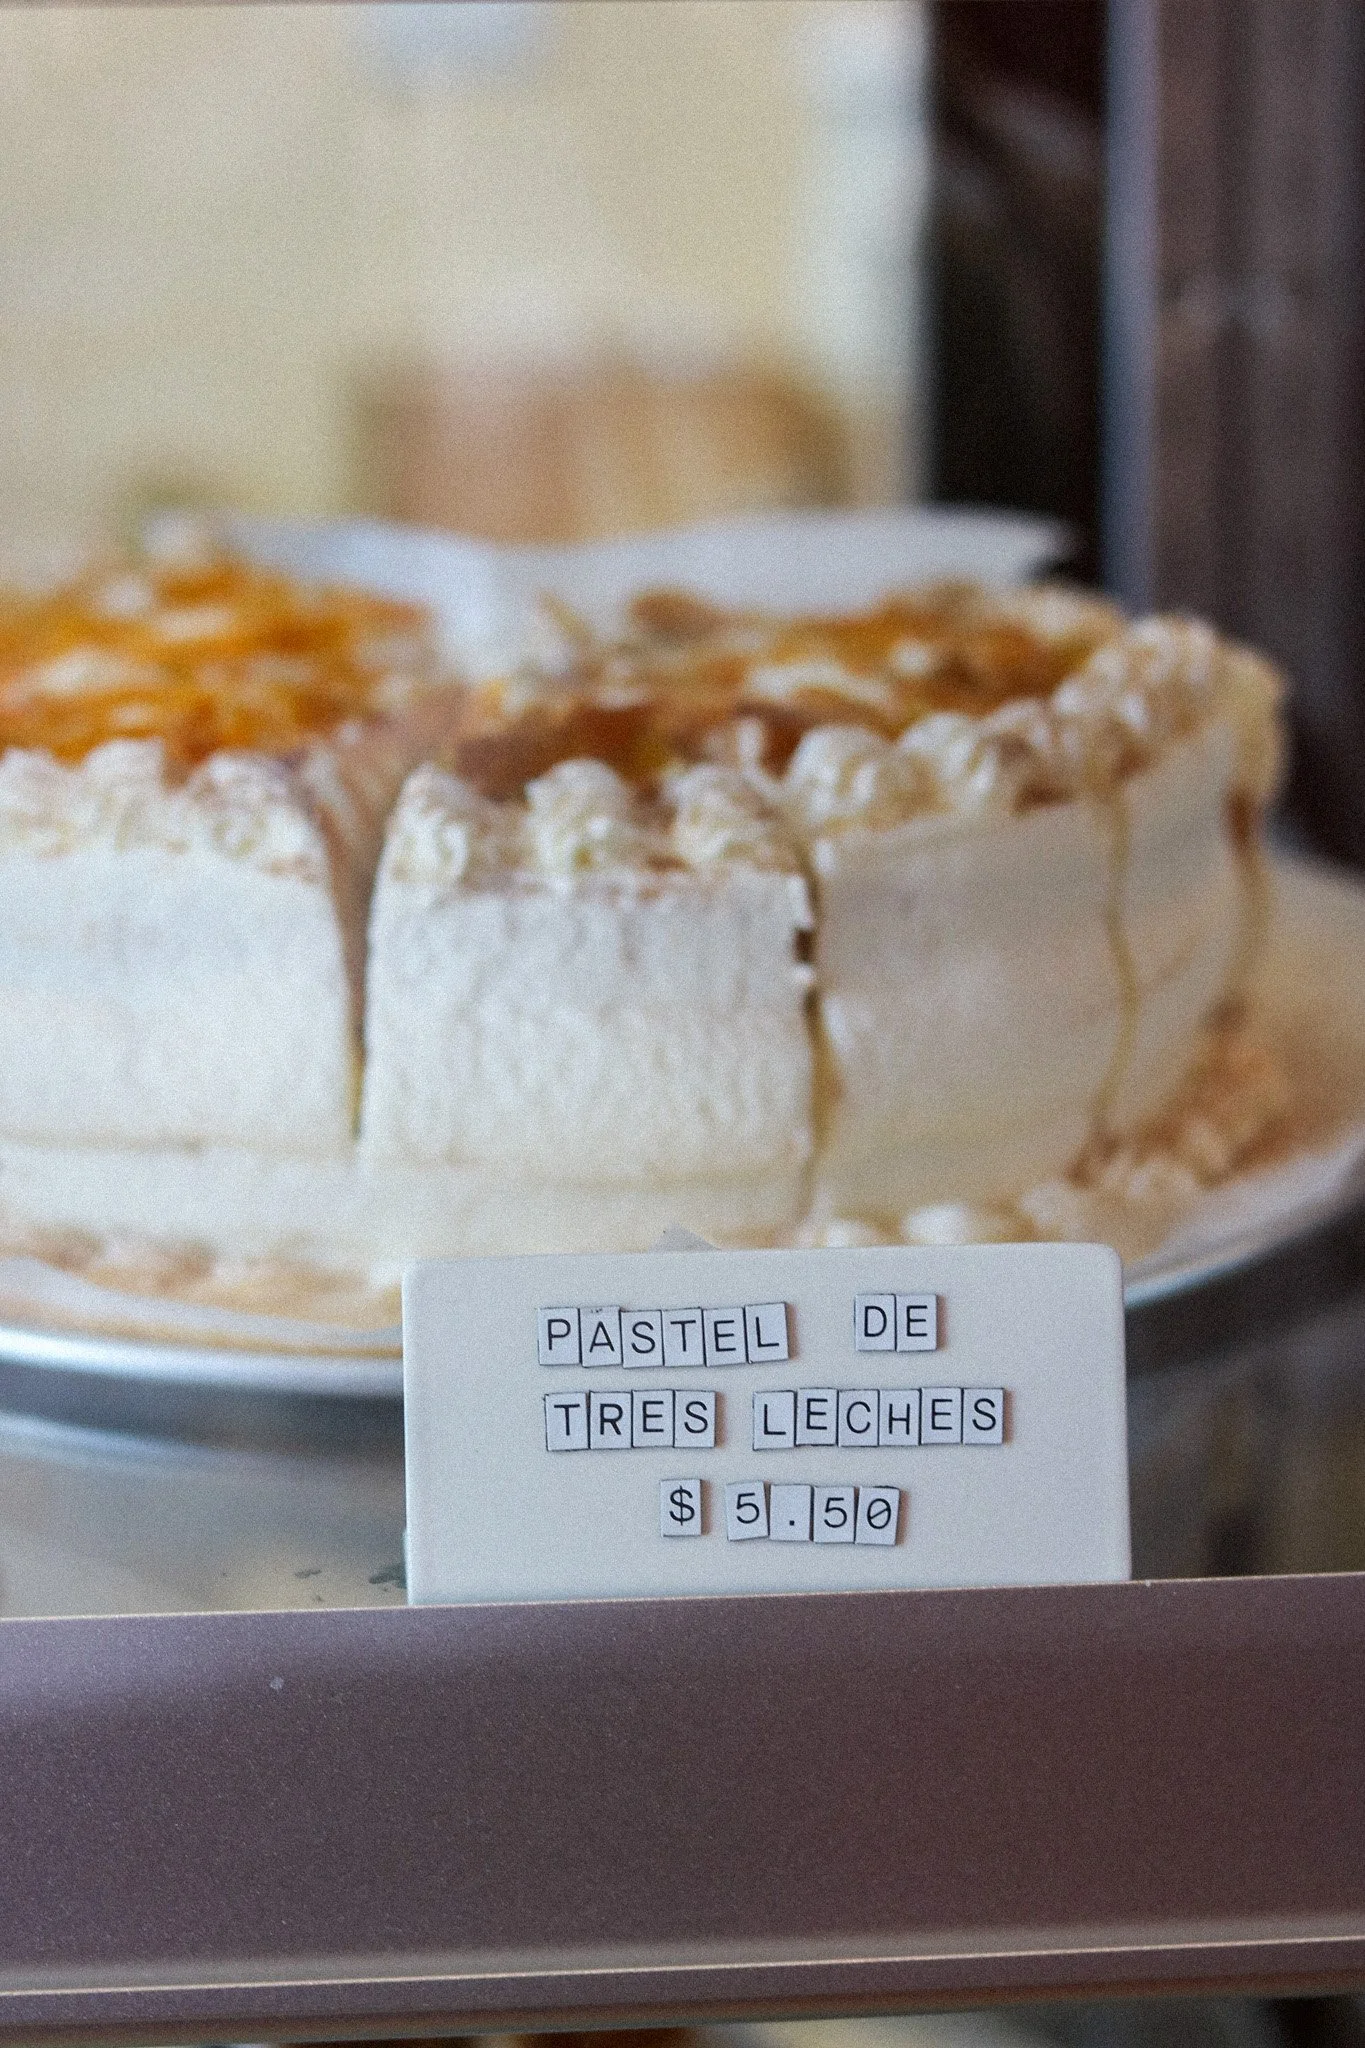 PASTEL DE
TRES LECHES
$ 5.50